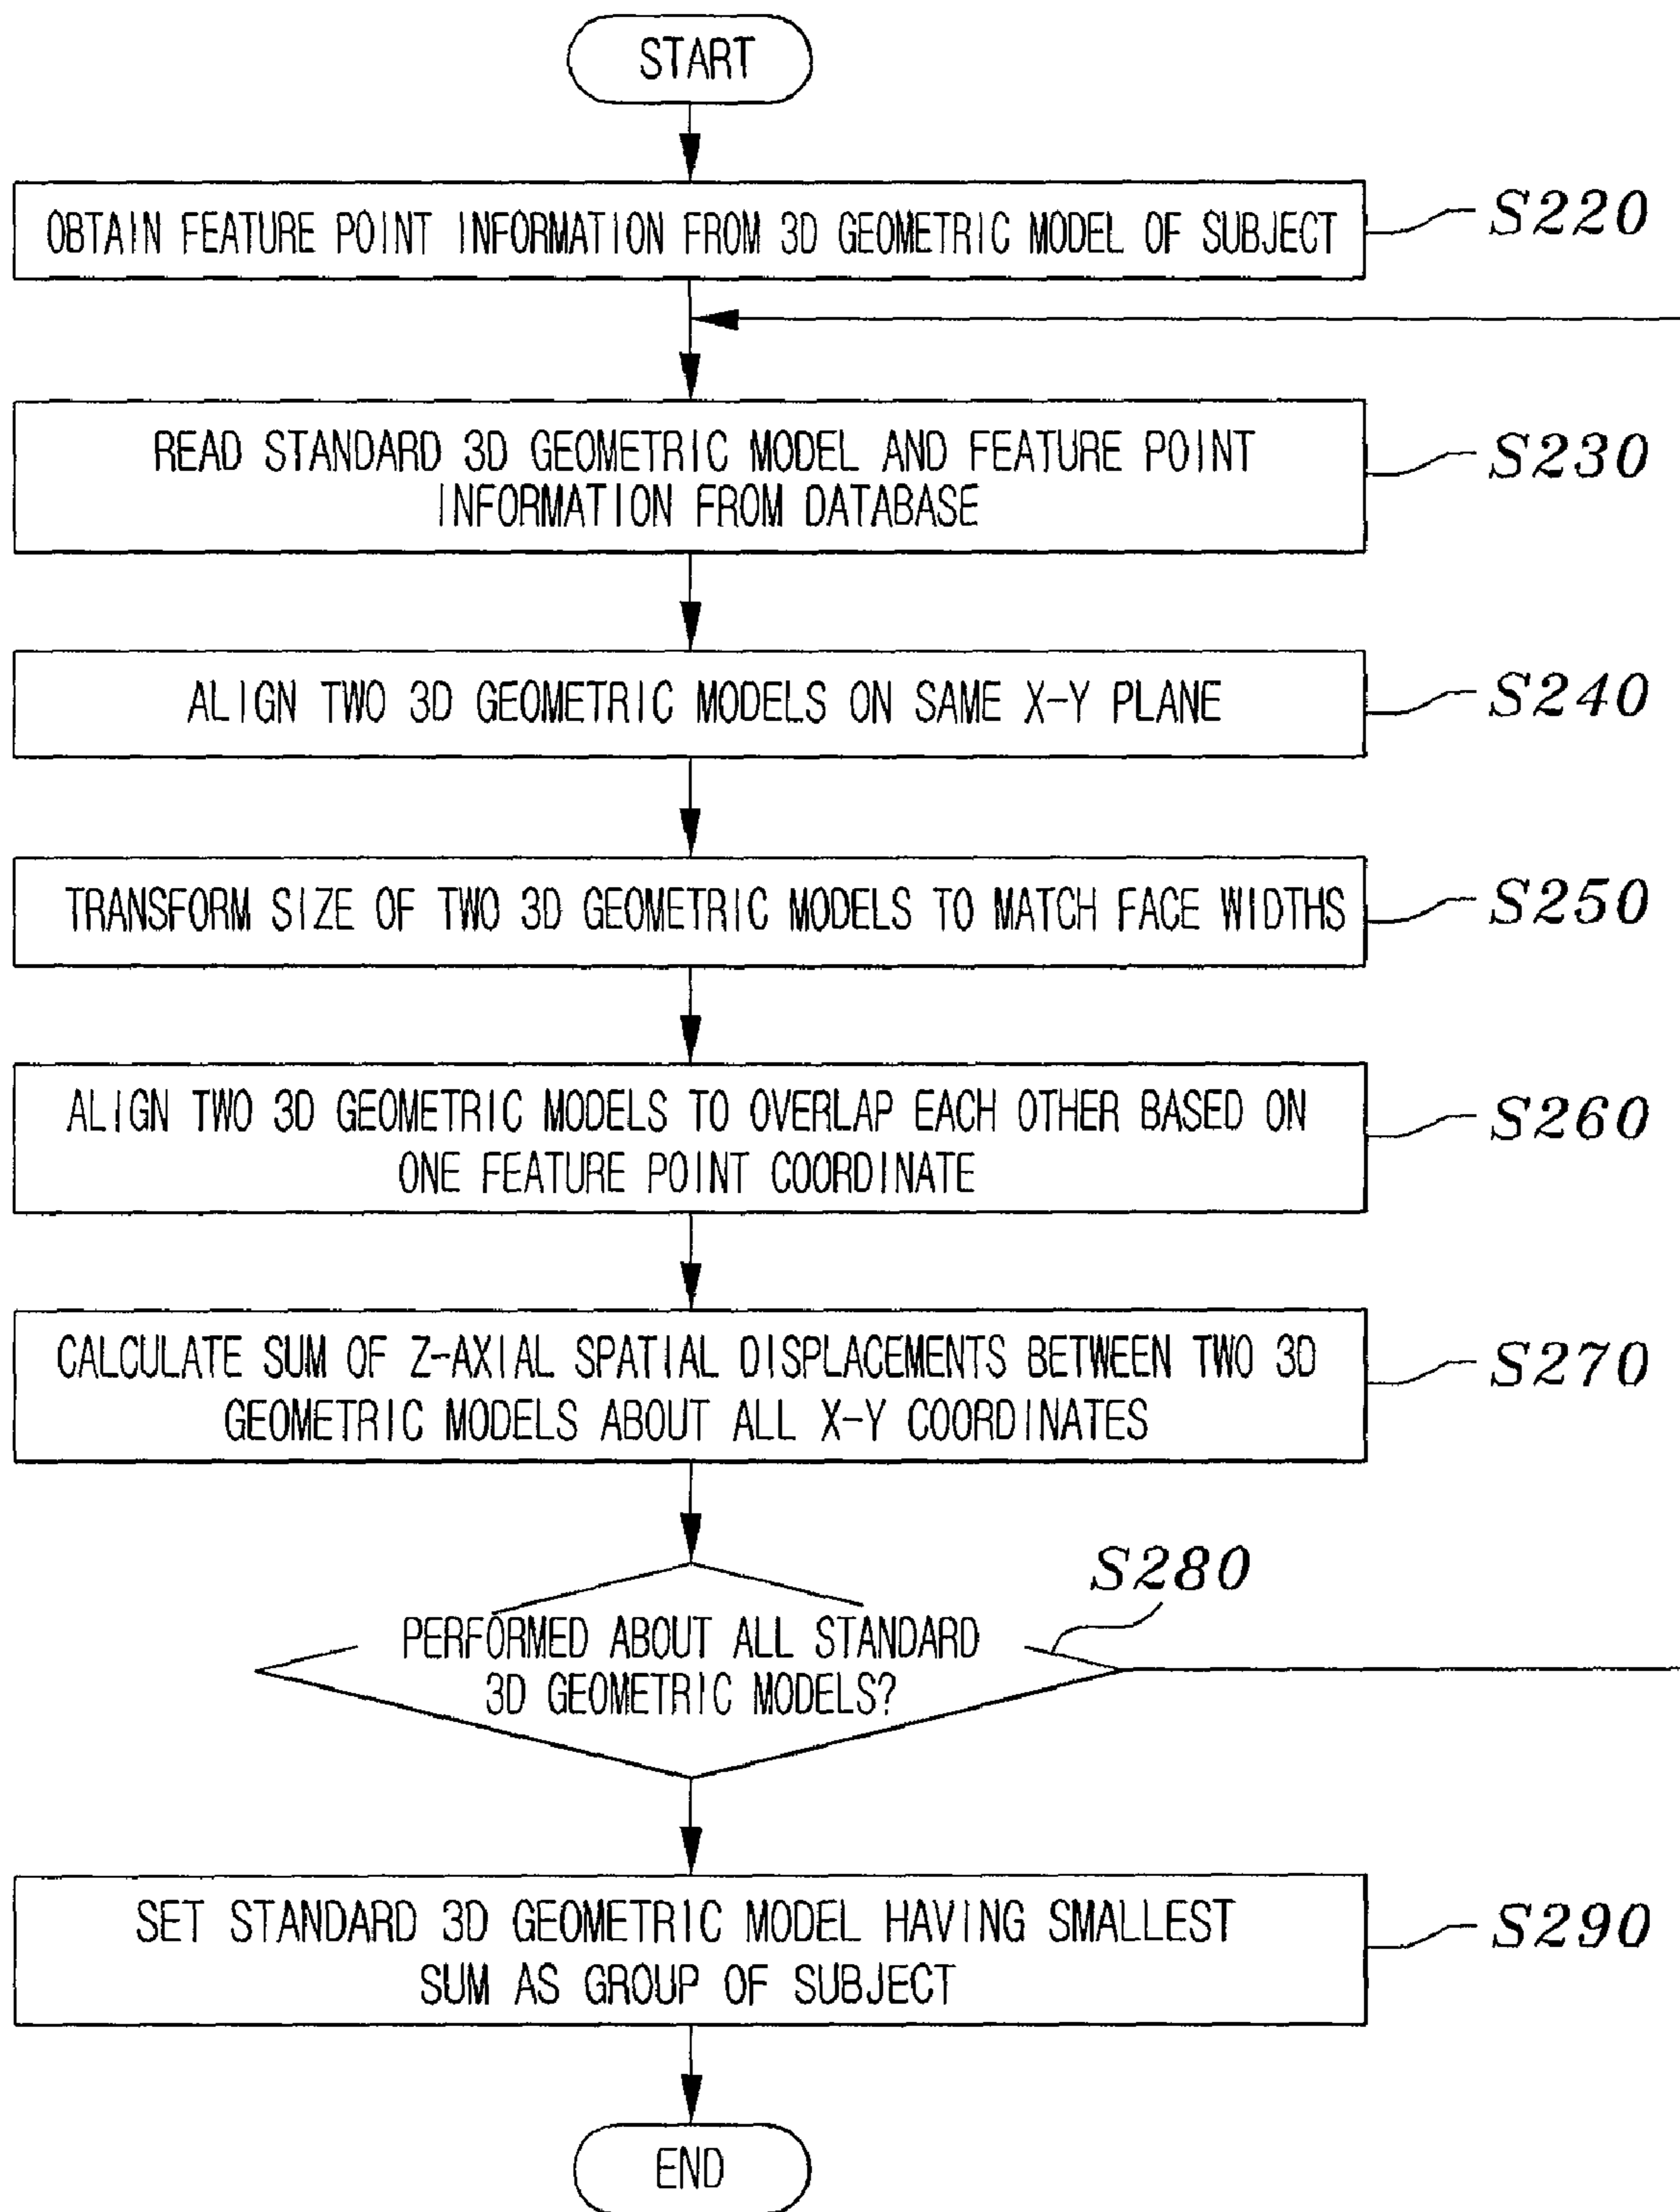 START
OBTAIN FEATURE POINT INFORMATION FROM 3D GEOMETRIC MODEL OF SUBJECT
S220
READ STANDARD 3D GEOMETRIC MODEL AND FEATURE POINT
INFORMATION FROM DATABASE
S230
ALIGN TWO 3D GEOMETRIC MODELS ON SAME X-Y PLANE
S240
TRANSFORM SIZE OF TWO 3D GEOMETRIC MODELS TO MATCH FACE WIDTHS
S250
ALIGN TWO 3D GEOMETRIC MODELS TO OVERLAP EACH OTHER BASED ON
ONE FEATURE POINT COORDINATE
S260
CALCULATE SUM OF Z-AXIAL SPATIAL DISPLACEMENTS BETWEEN TWO 3D
GEOMETRIC MODELS ABOUT ALL X-Y COORDINATES
S270
S280
PERFORMED ABOUT ALL STANDARD
3D GEOMETRIC MODELS?
SET STANDARD 3D GEOMETRIC MODEL HAVING SMALLEST
SUM AS GROUP OF SUBJECT
S290
END